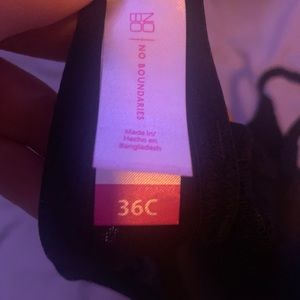 NO
BO
NO BOUNDARIES
Made in/
Hecho en
Bangladesh
36C